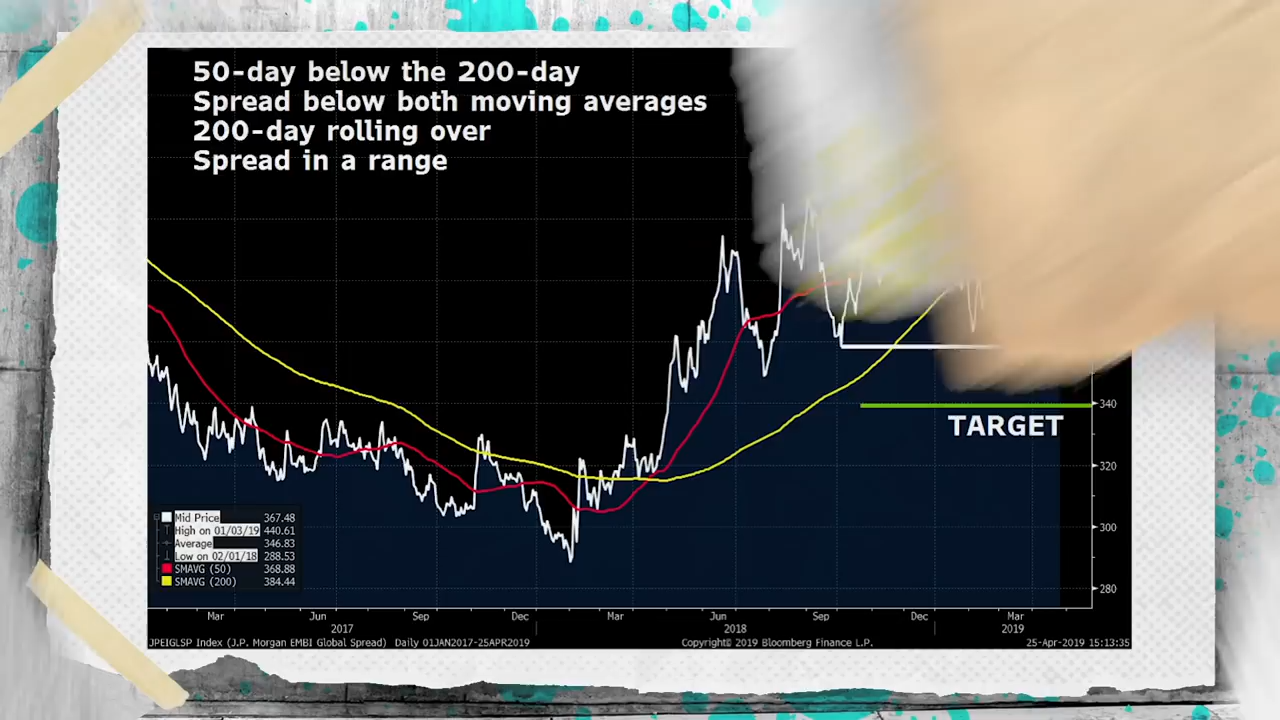 50-day below the 200-day
Spread below both moving averages
200-day rolling over
Spread in a range
340
TARGET
320
300
280
Mid Price 367.48
High on 01/03/19 440.61
Average 346.83
Low on 02/01/18 288.53
SMAVG (50) 368.88
SMAVG (200) 384.44
Mar Jun Sep Dec Mar Jun Sep Dec Mar
2017 2018 2019
JPEIGLSP Index (J.P. Morgan EMBI Global Spread) Daily 01JAN2017-25APR2019 Copyright© 2019 Bloomberg Finance L.P. 25-Apr-2019 15:13:35